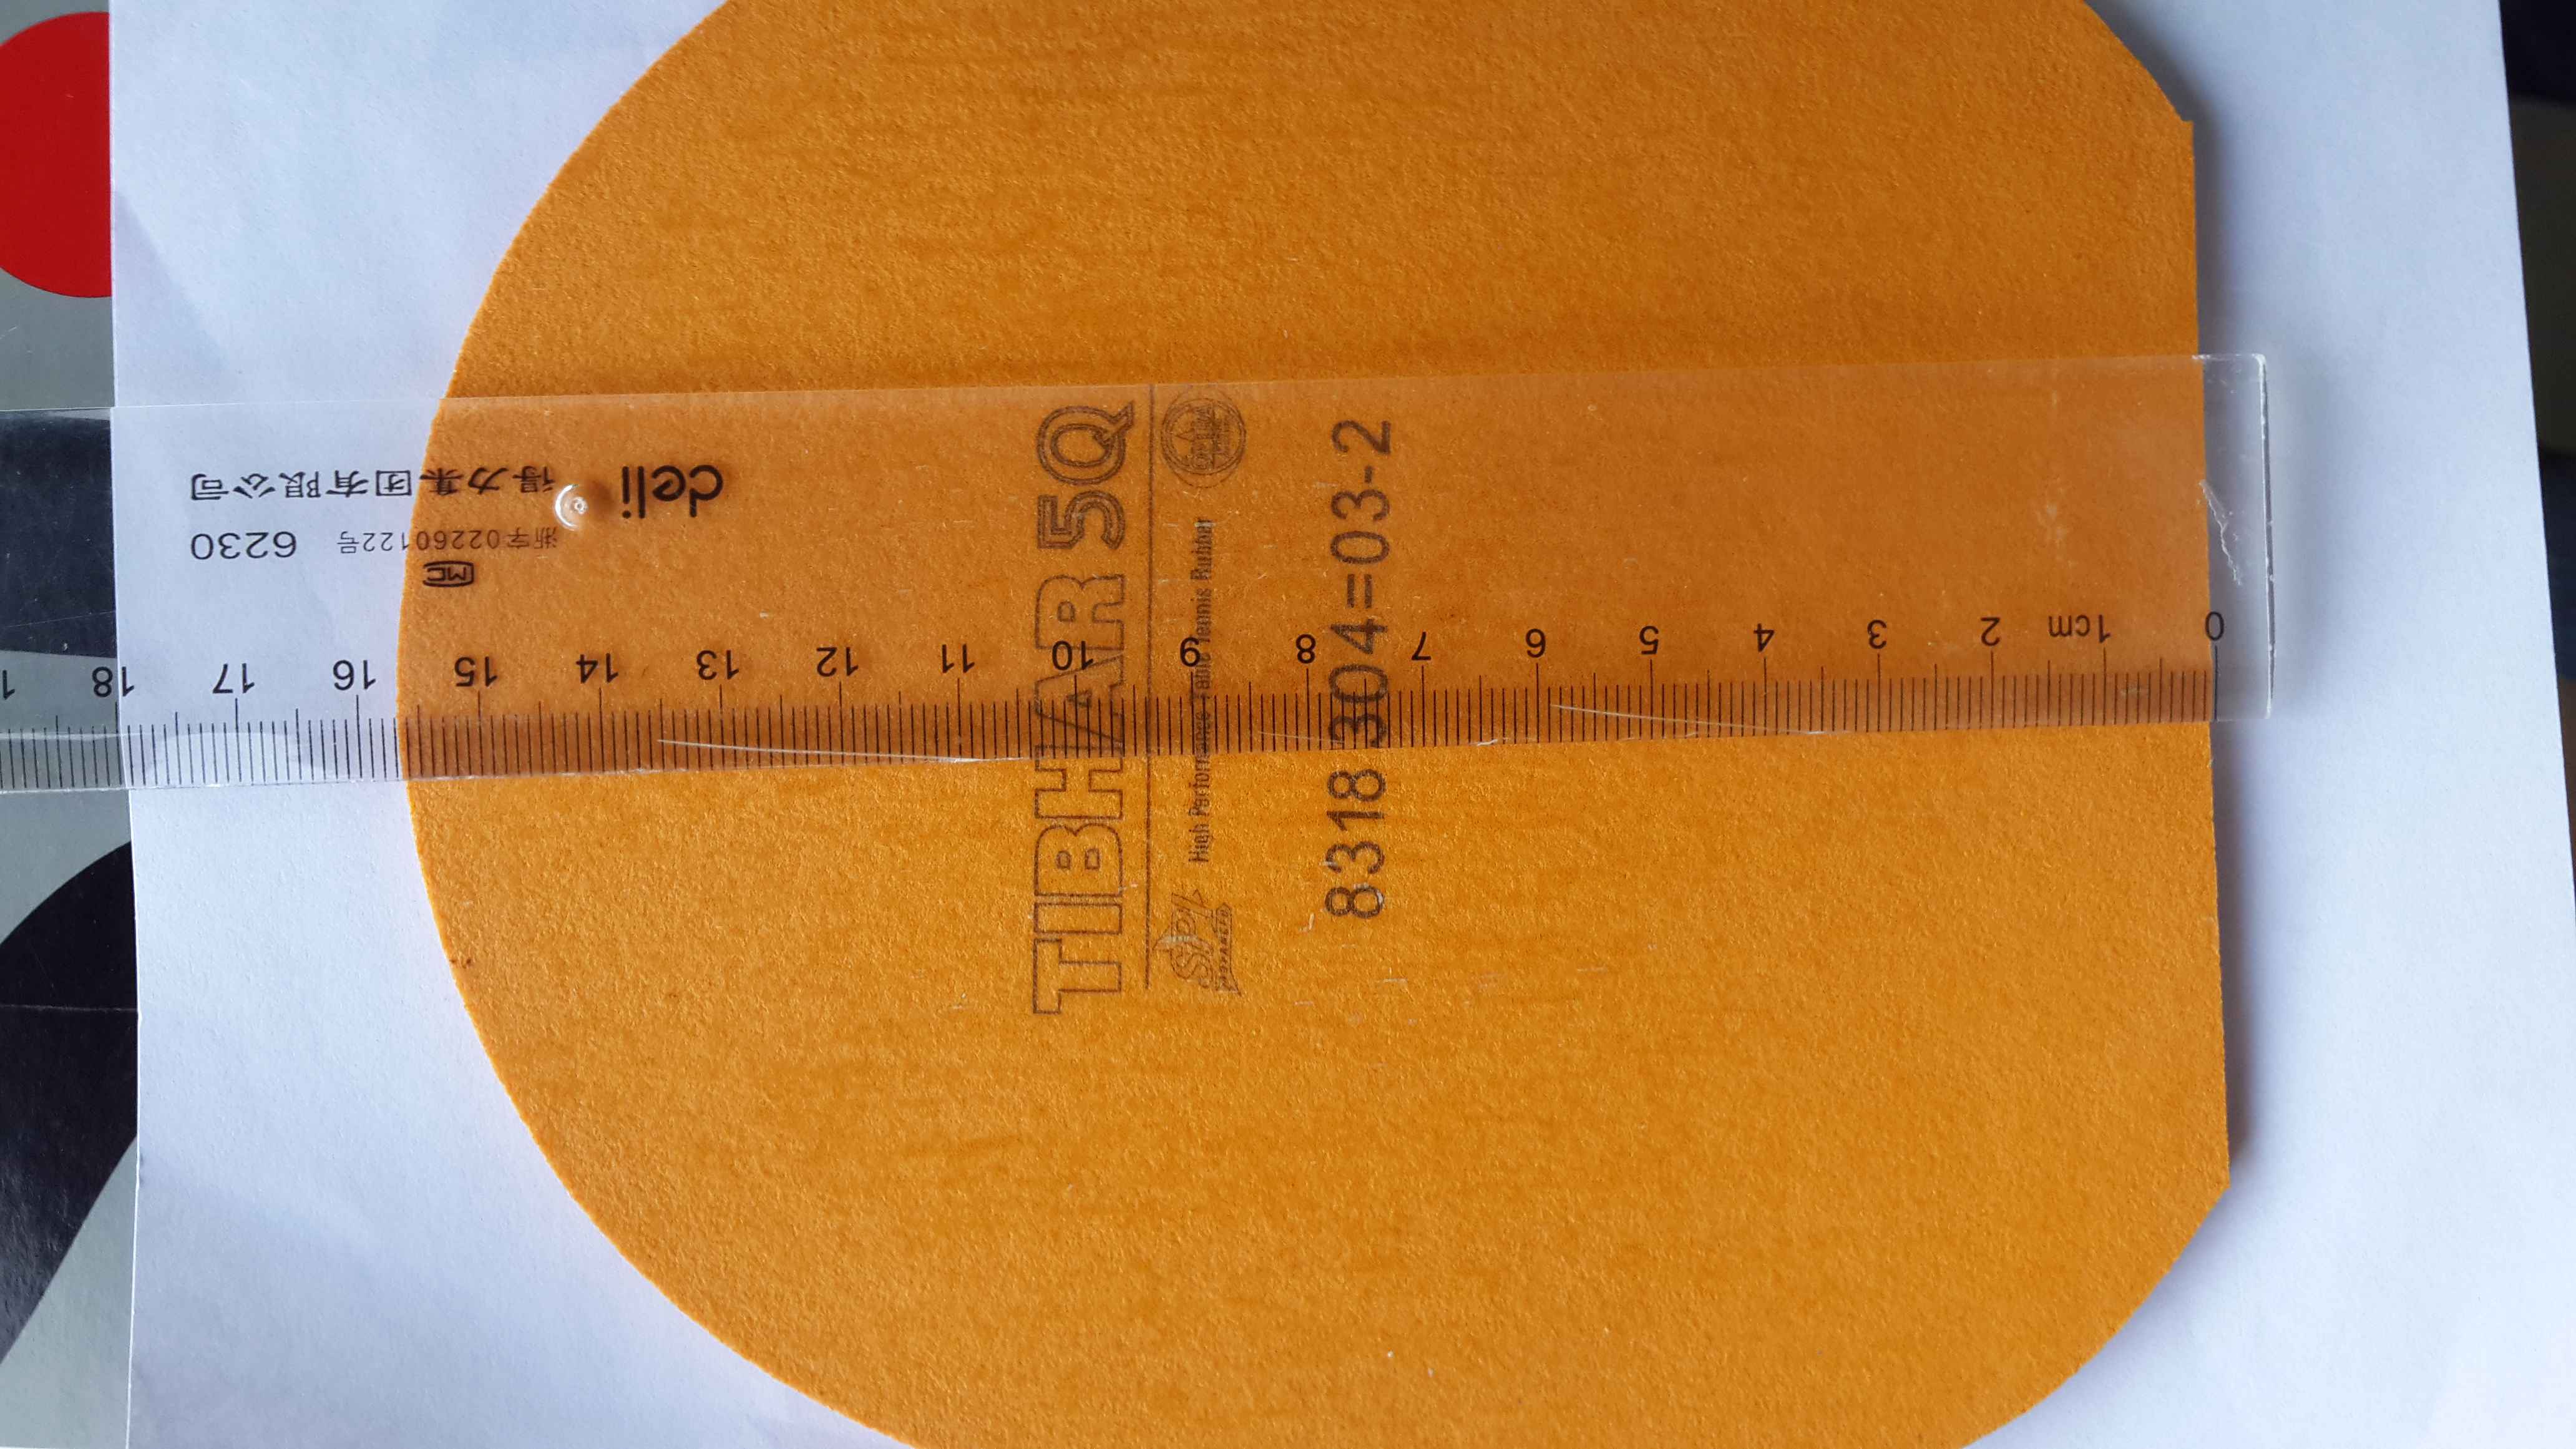 TIBHAR 5Q
High Performance Table Tennis Rubber
8318 304=03-2
deli
得力集团有限公司
浙字02260122号 6230
MC
0 1cm 2 3 4 5 6 7 8 9 10 11 12 13 14 15 16 17 18